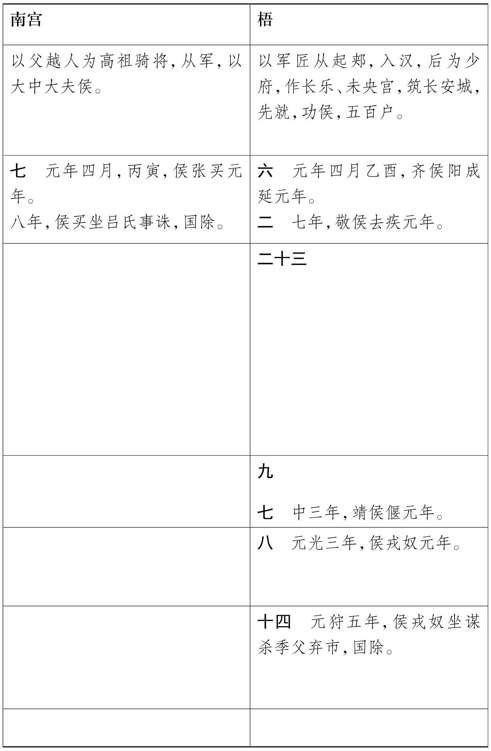 南宫
梧
以父越人为高祖骑将，从军，以
大中大夫侯。
以军匠从起郏，入汉，后为少
府，作长乐、未央宫，筑长安城，
先就，功侯，五百户。
七　元年四月，丙寅，侯张买元
年。
八年，侯买坐吕氏事诛，国除。
六　元年四月乙酉，齐侯阳成
延元年。
二　七年，敬侯去疾元年。
二十三
九
七　中三年，靖侯偃元年。
八　元光三年，侯戎奴元年。
十四　元狩五年，侯戎奴坐谋
杀季父弃市，国除。